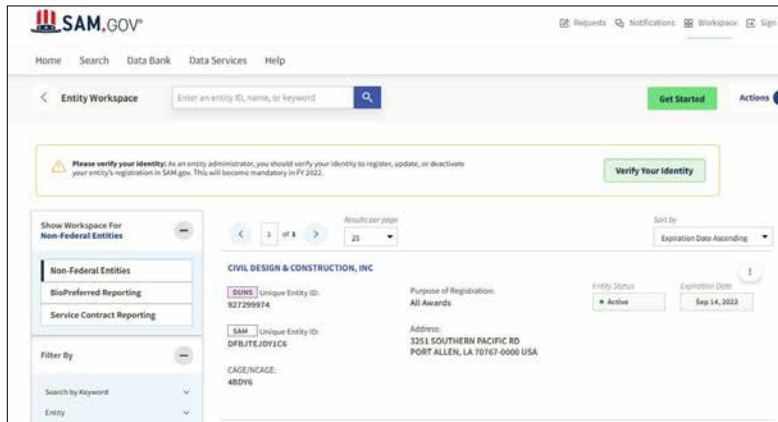 SAM.GOV®
Requests Notifications Workspace Sign
Home Search Data Bank Data Services Help
Entity Workspace Enter an entity ID, name, or keyword Get Started Actions
Please verify your identity: As an entity administrator, you should verify your identity to register, update, or deactivate
your entity's registration in SAM.gov. This will become mandatory in FY 2022.
Verify Your Identity
Show Workspace For
Non-Federal Entities
Non-Federal Entities
BioPreferred Reporting
Service Contract Reporting
Filter By
Search by Keyword
Entity
< 1 of 1 >
Results per page
25
Sort by
Expiration Date Ascending
CIVIL DESIGN & CONSTRUCTION, INC
DUNS Unique Entity ID:
927299974
SAM Unique Entity ID:
DFBJTEJDY1C6
CAGE/NCAGE:
4BDY6
Purpose of Registration:
All Awards
Address:
3251 SOUTHERN PACIFIC RD
PORT ALLEN, LA 70767-0000 USA
Entity Status
Active
Expiration Date
Sep 14, 2022